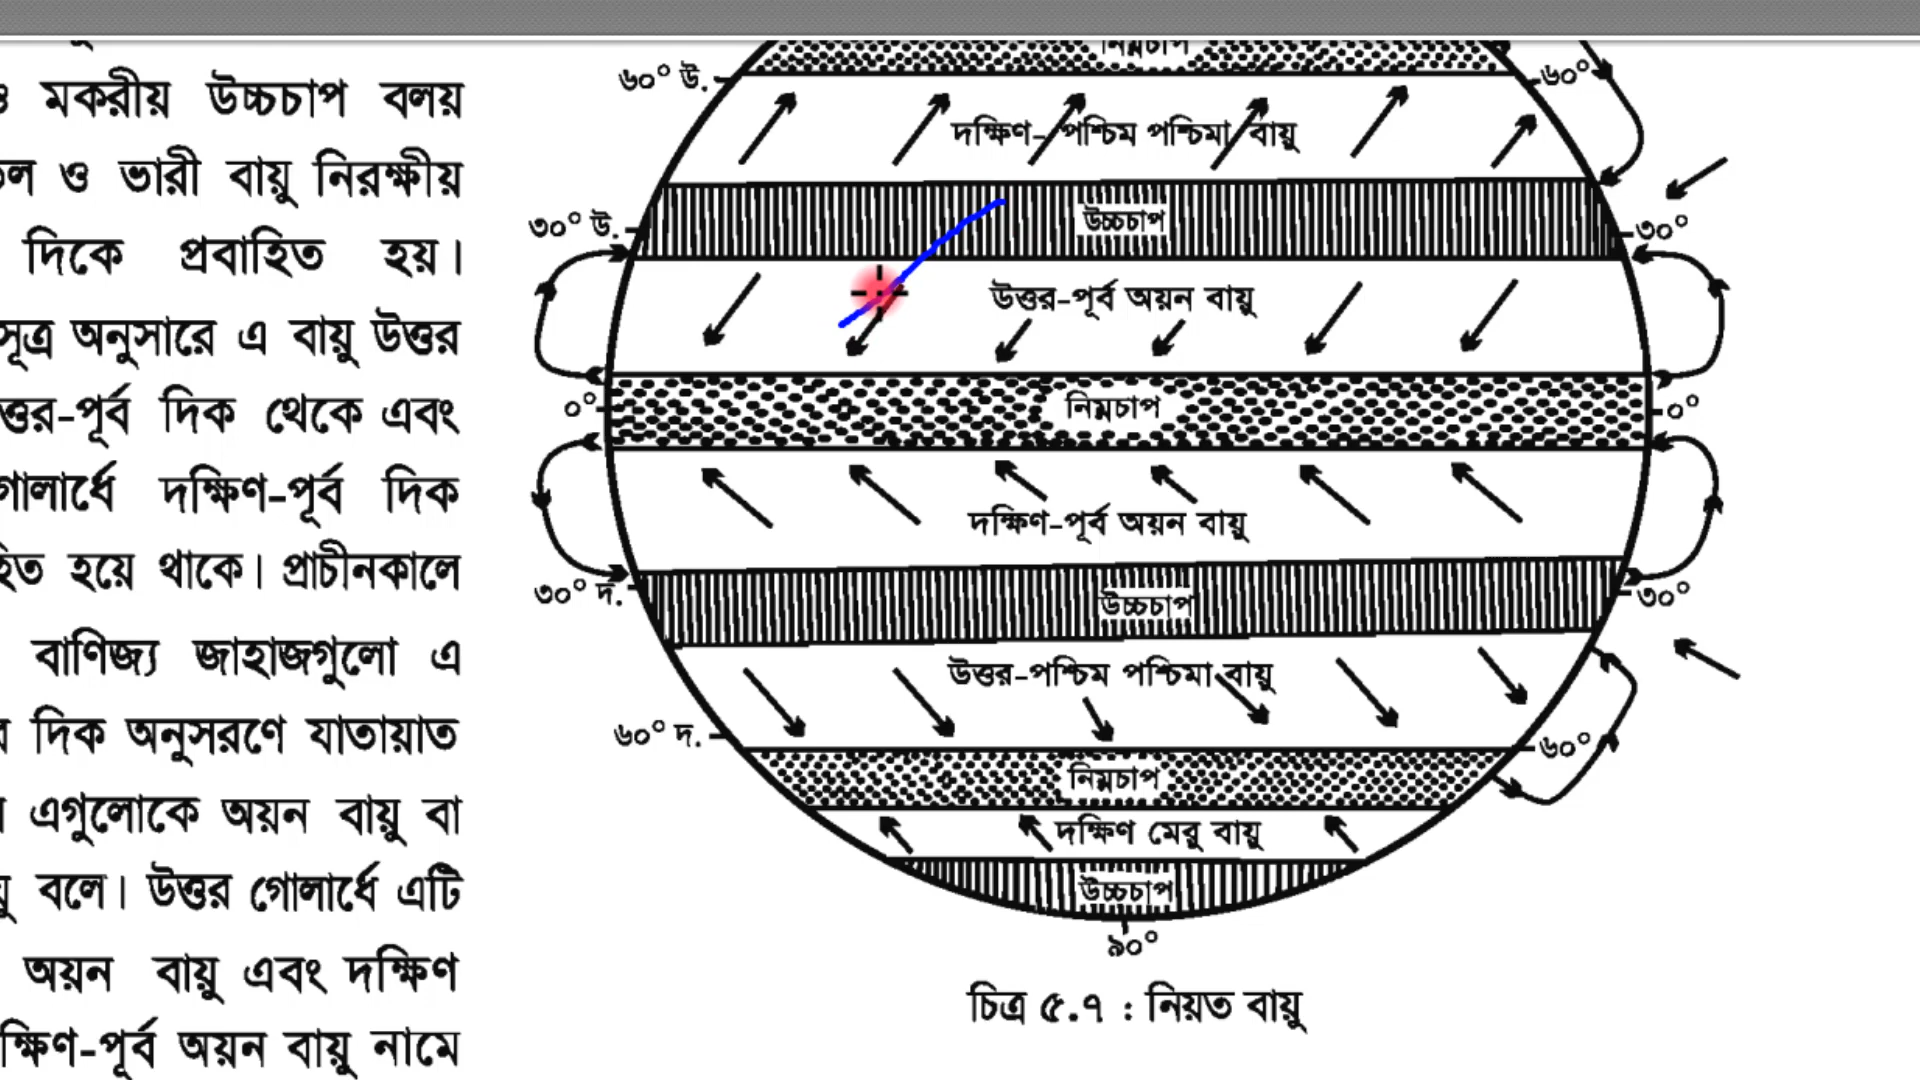 মকরীয় উচ্চচাপ বলয়
ও ভারী বায়ু নিরক্ষীয়
দিকে প্রবাহিত হয়।
সূত্র অনুসারে এ বায়ু উত্তর
ত্তর-পূর্ব দিক থেকে এবং
গোলার্ধে দক্ষিণ-পূর্ব দিক
হিত হয়ে থাকে। প্রাচীনকালে
বাণিজ্য জাহাজগুলো এ
দিক অনুসরণে যাতায়াত
এগুলোকে অয়ন বায়ু বা
বলে। উত্তর গোলার্ধে এটি
অয়ন বায়ু এবং দক্ষিণ
ক্ষিণ-পূর্ব অয়ন বায়ু নামে
নিম্নচাপ
৬০° উ. ৬০°
দক্ষিণ-পশ্চিম পশ্চিমা বায়ু
উচ্চচাপ
৩০° উ. ৩০°
উত্তর-পূর্ব অয়ন বায়ু
০° নিম্নচাপ ০°
দক্ষিণ-পূর্ব অয়ন বায়ু
৩০° দ. উচ্চচাপ ৩০°
উত্তর-পশ্চিম পশ্চিমা বায়ু
৬০° দ. ৬০°
নিম্নচাপ
দক্ষিণ মেরু বায়ু
উচ্চচাপ
৯০°
চিত্র ৫.৭ : নিয়ত বায়ু